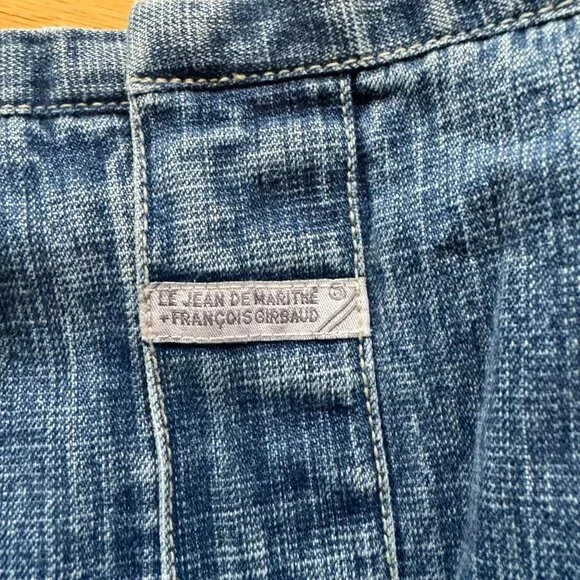 LE JEAN DE MARITHÉ
+FRANÇOIS GIRBAUD